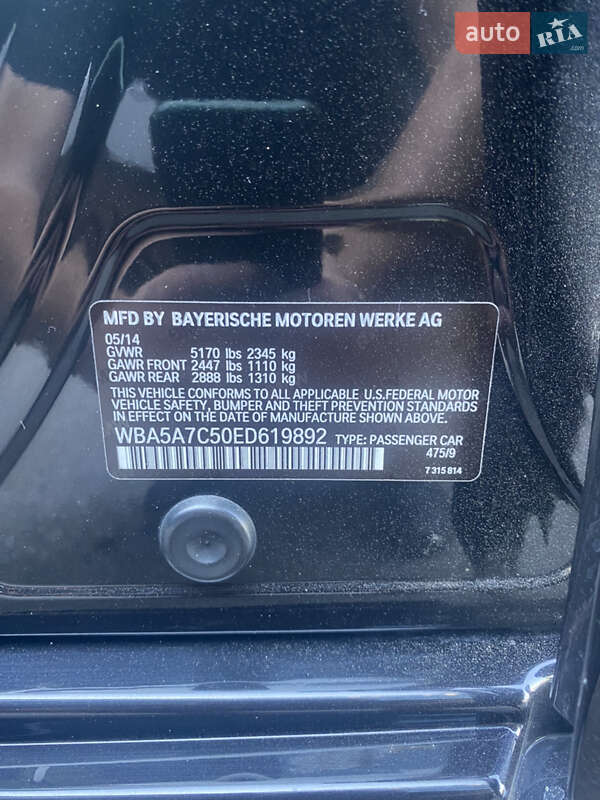 auto RIA.com
MFD BY BAYERISCHE MOTOREN WERKE AG
05/14
GVWR 5170 lbs 2345 kg
GAWR FRONT 2447 lbs 1110 kg
GAWR REAR 2888 lbs 1310 kg
THIS VEHICLE CONFORMS TO ALL APPLICABLE U.S.FEDERAL MOTOR
VEHICLE SAFETY, BUMPER AND THEFT PREVENTION STANDARDS
IN EFFECT ON THE DATE OF MANUFACTURE SHOWN ABOVE.
WBA5A7C50ED619892 TYPE: PASSENGER CAR
475/9
7 315 814